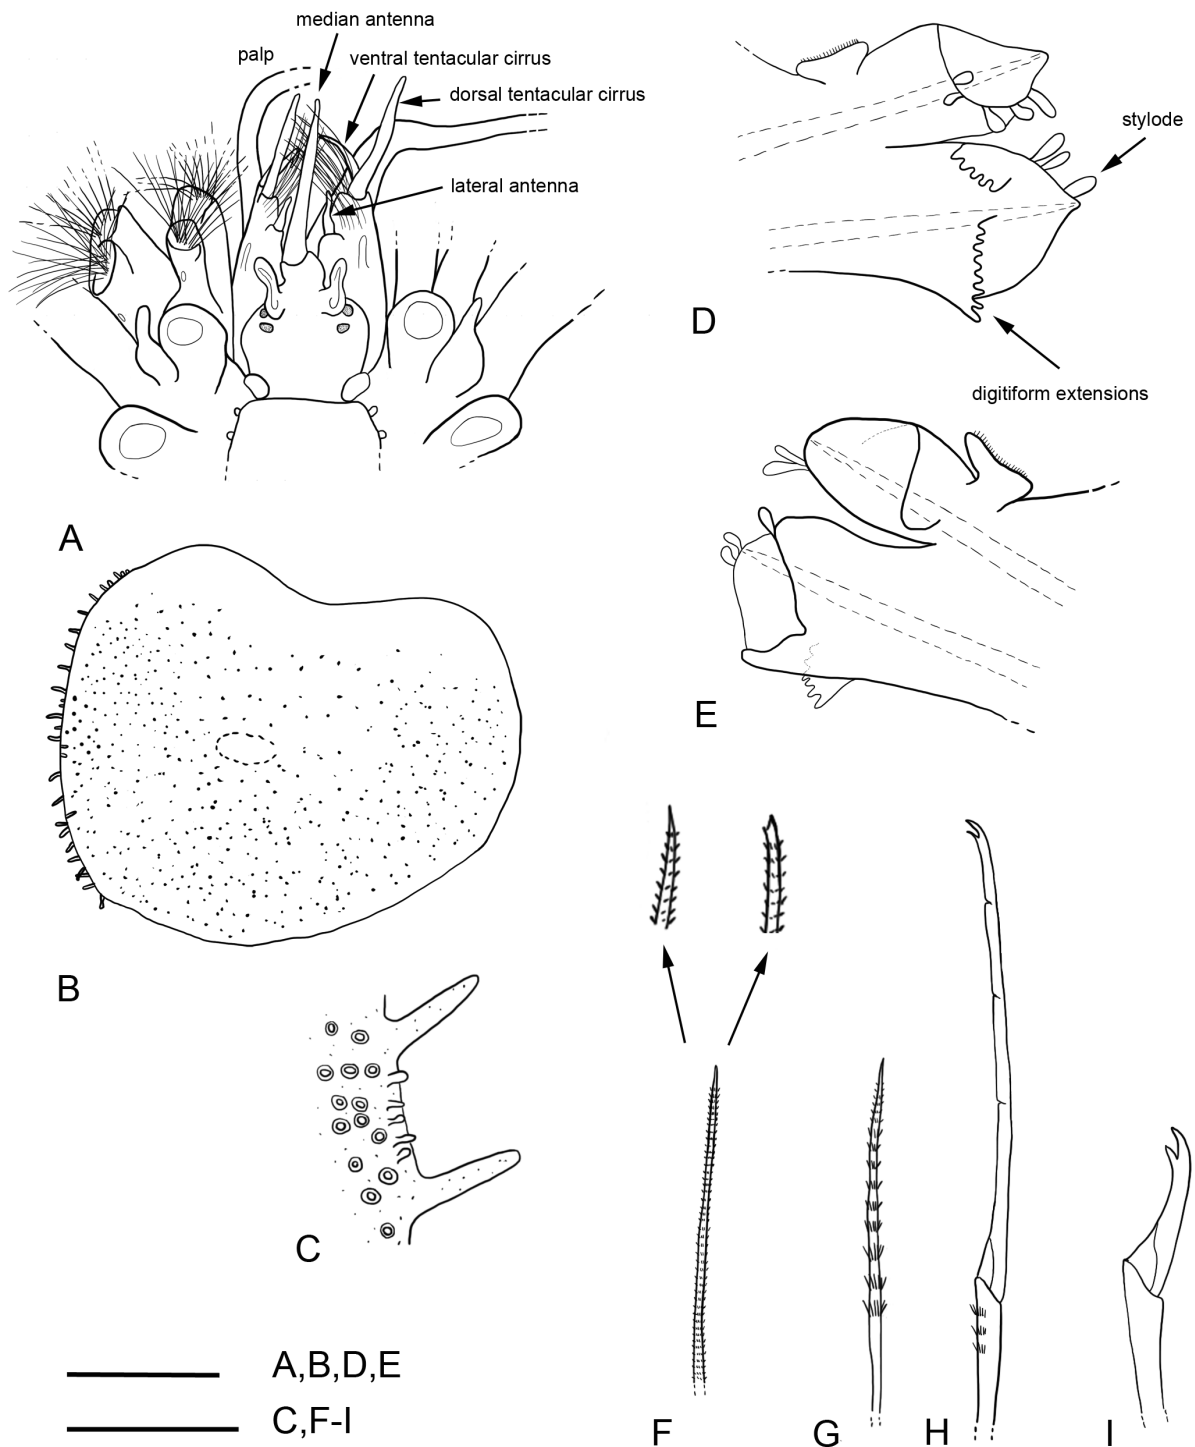 median antenna
palp
ventral tentacular cirrus
dorsal tentacular cirrus
stylode
lateral antenna
D
digitiform extensions
A
E
B
C
A,B,D,E
C,F-I
F
G
H
I